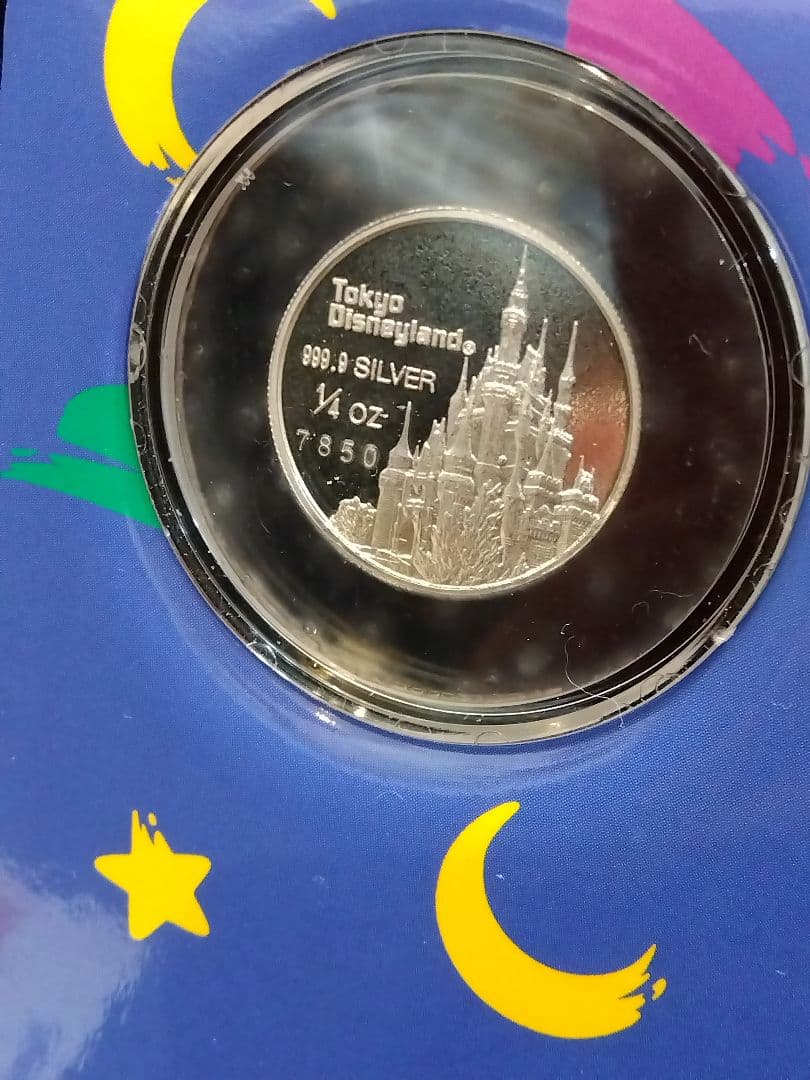 Tokyo
Disneyland®
999.9 SILVER
1/4 OZ
7850